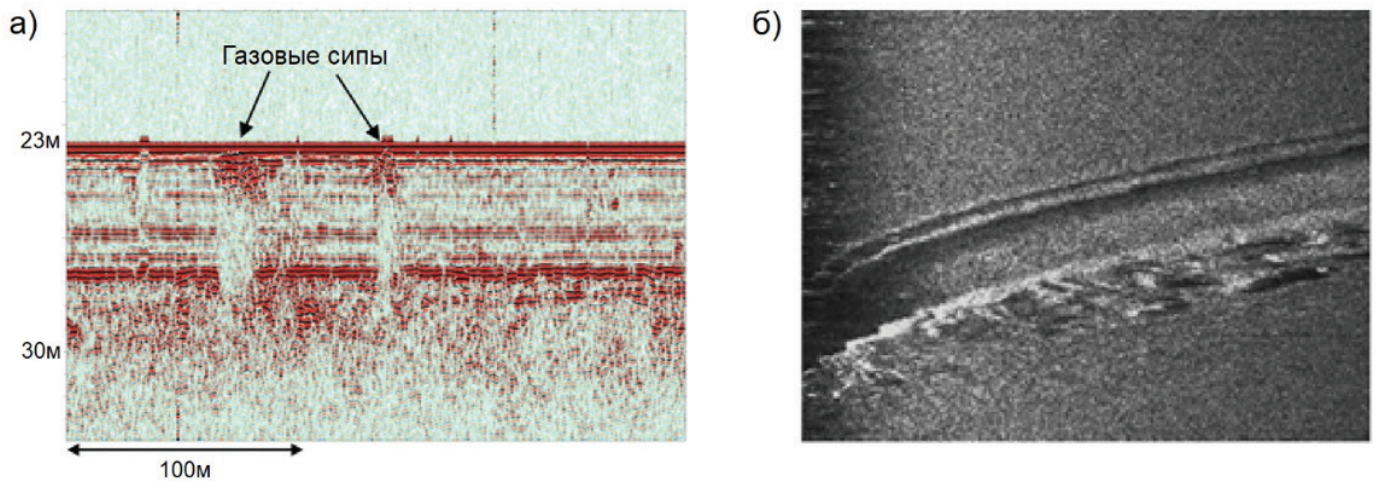 а)
Газовые сипы
23м
30м
100м
б)